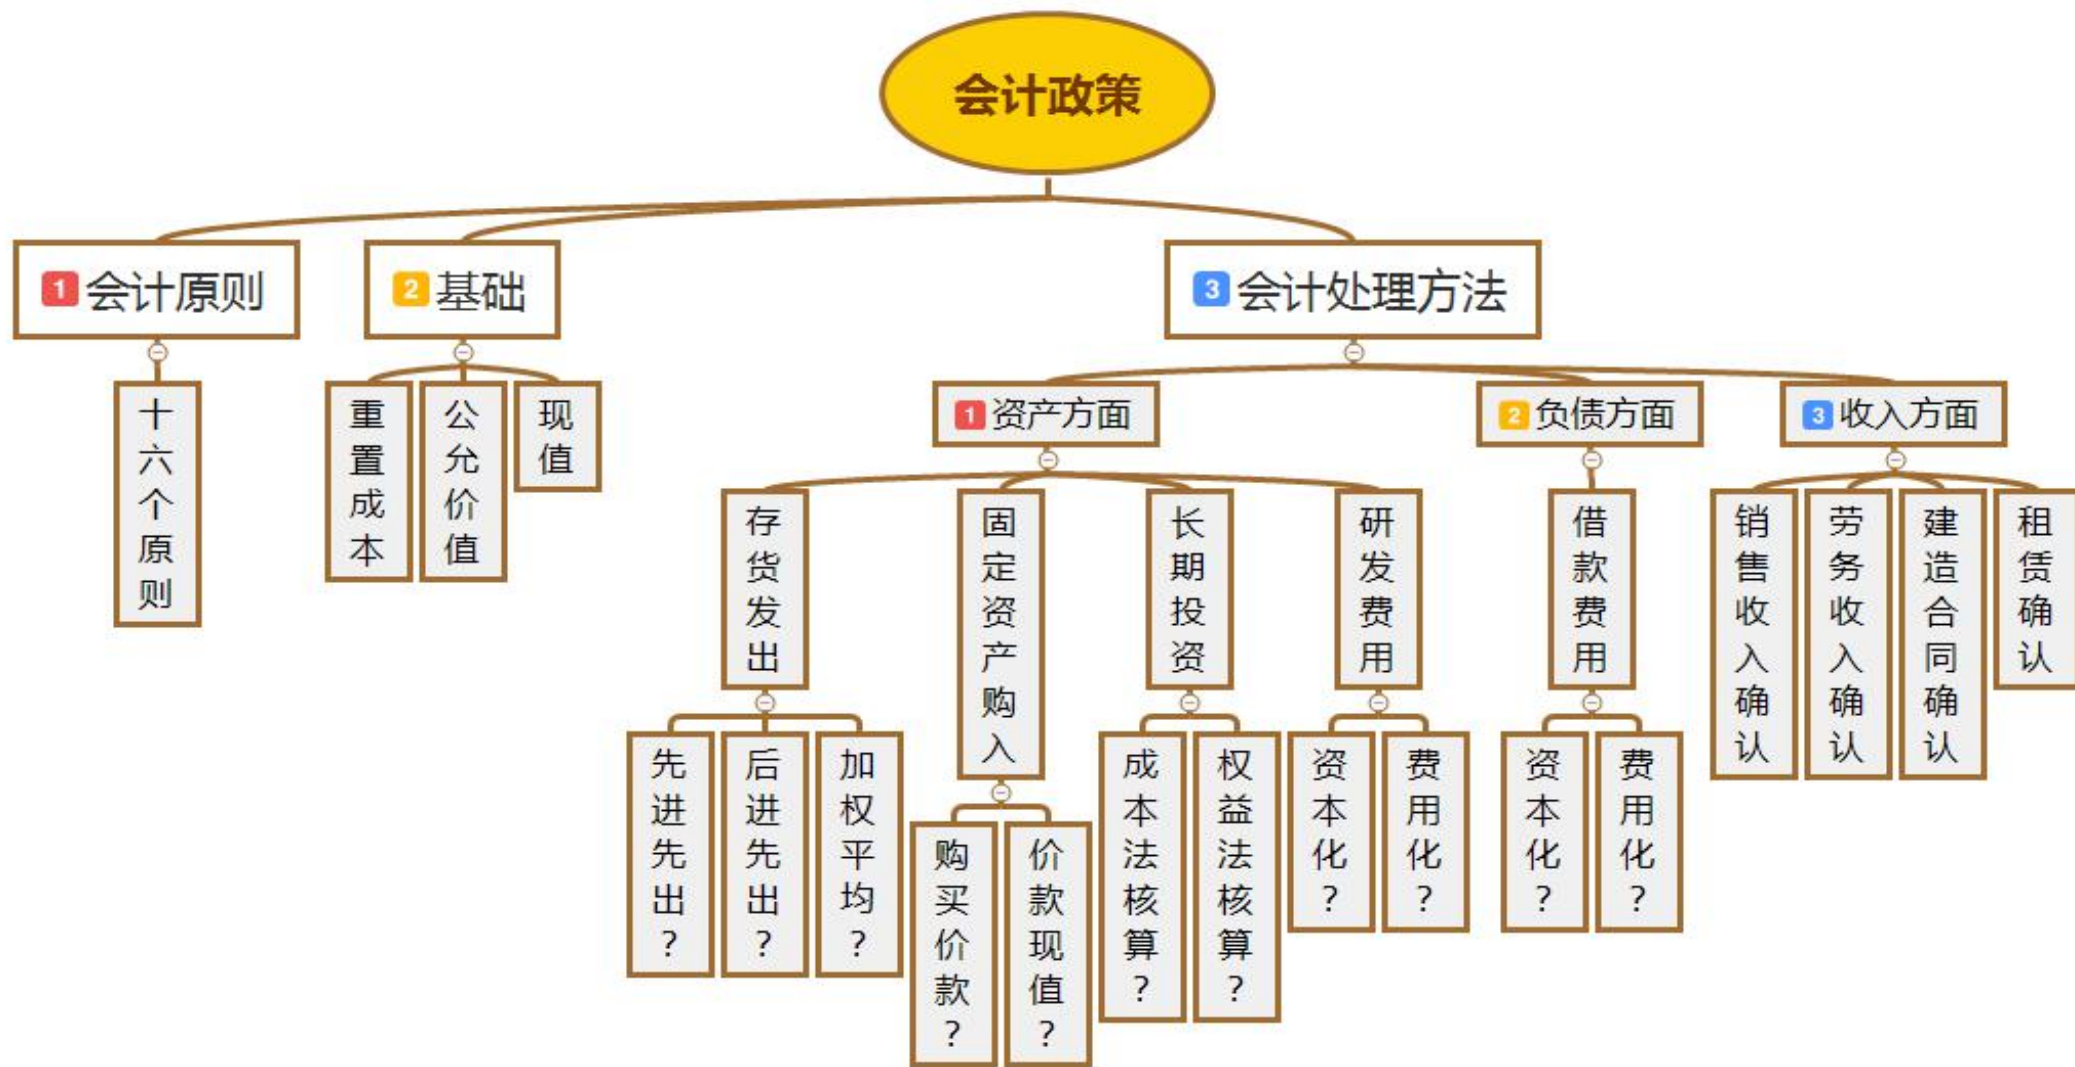 会计政策
1 会计原则
2 基础
3 会计处理方法
十六个原则
重置成本
公允价值
现值
1 资产方面
2 负债方面
3 收入方面
存货发出
固定资产购入
长期投资
研发费用
借款费用
销售收入确认
劳务收入确认
建造合同确认
租赁确认
先进先出？
后进先出？
加权平均？
购买价款？
价款现值？
成本法核算？
权益法核算？
资本化？
费用化？
资本化？
费用化？